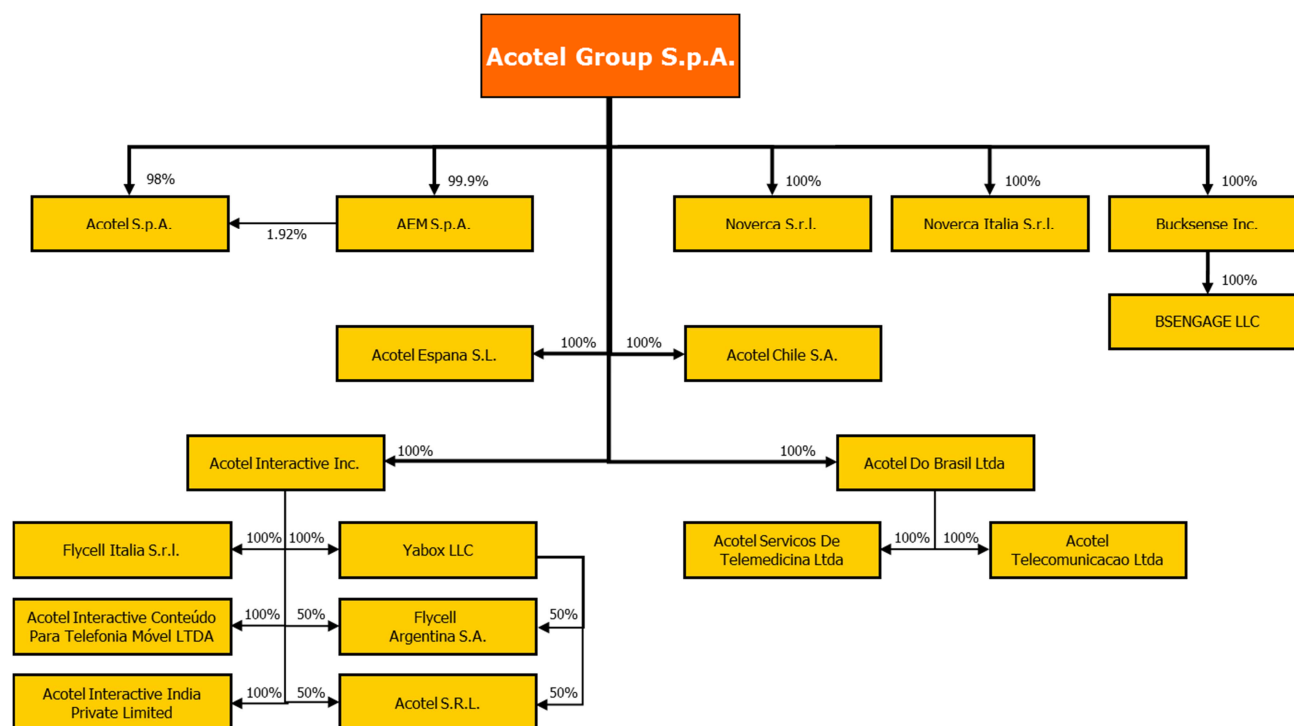 Acotel Group S.p.A.
98%
99.9%
100%
100%
100%
Acotel S.p.A.
1.92%
AEM S.p.A.
Noverca S.r.l.
Noverca Italia S.r.l.
Bucksense Inc.
100%
BSENGAGE LLC
Acotel Espana S.L.
100%
100%
Acotel Chile S.A.
Acotel Interactive Inc.
100%
100%
Acotel Do Brasil Ltda
Flycell Italia S.r.l.
100%
100%
Yabox LLC
Acotel Servicos De
Telemedicina Ltda
100%
100%
Acotel
Telecomunicacao Ltda
Acotel Interactive Conteúdo
Para Telefonia Móvel LTDA
100%
50%
Flycell
Argentina S.A.
50%
Acotel Interactive India
Private Limited
100%
50%
Acotel S.R.L.
50%